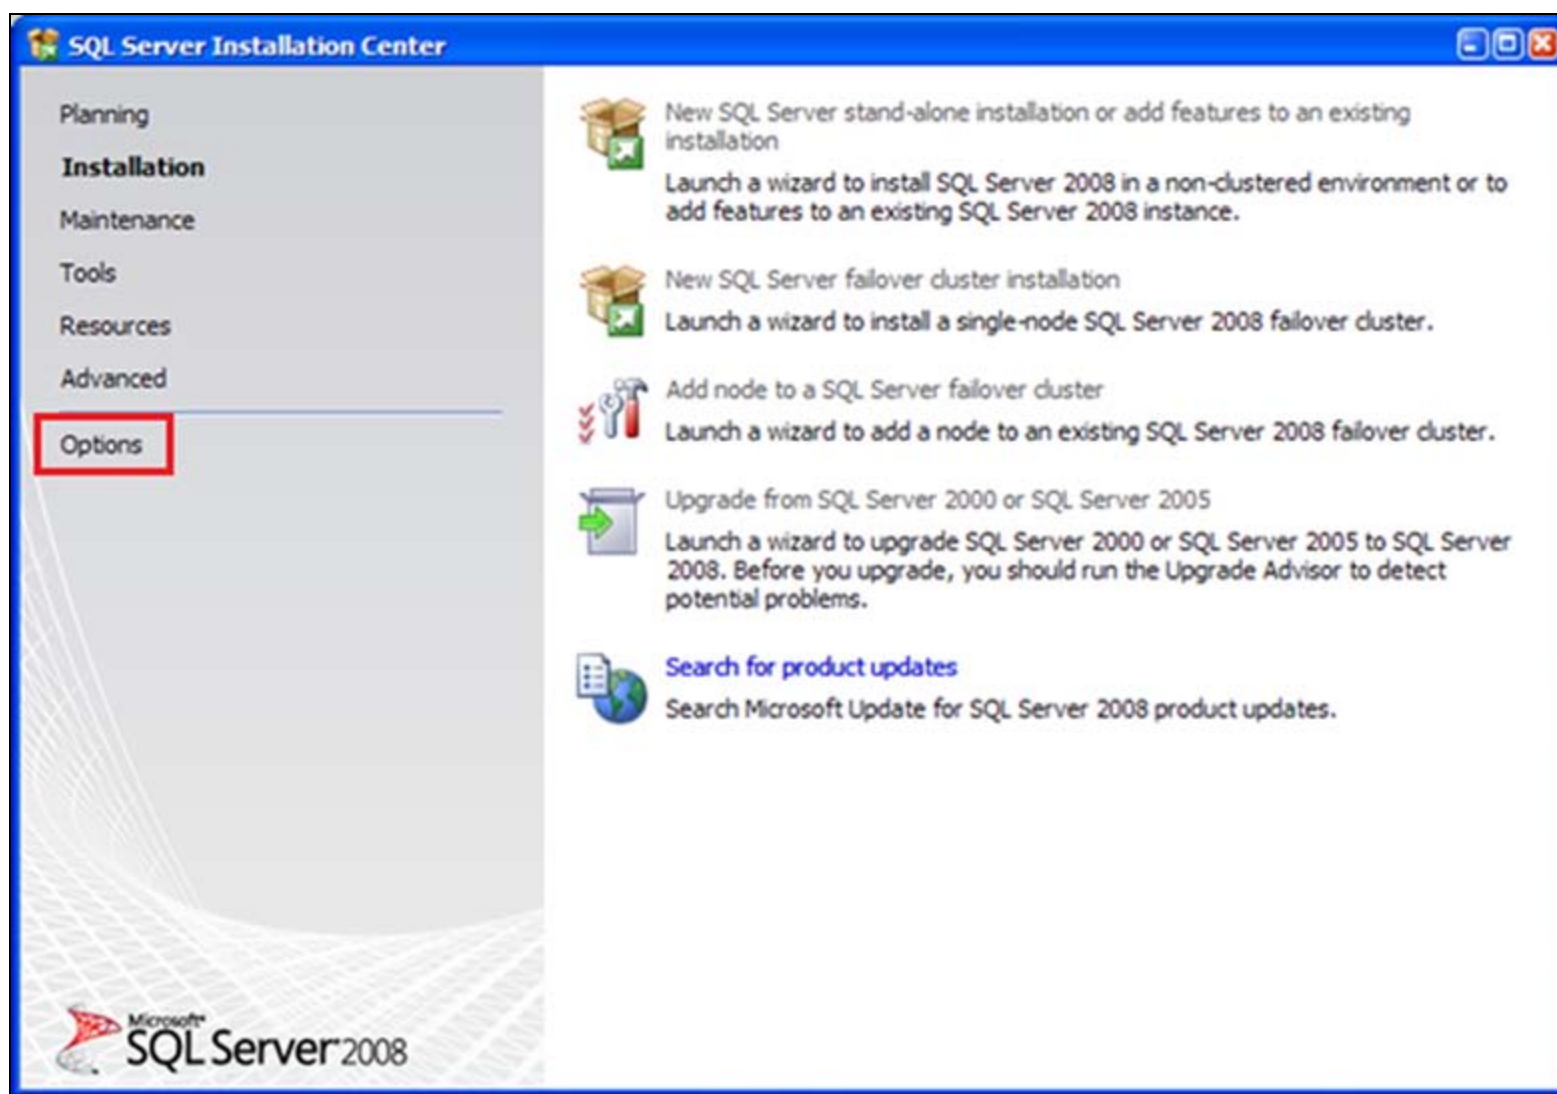 SQL Server Installation Center
Planning
Installation
Maintenance
Tools
Resources
Advanced
Options
New SQL Server stand-alone installation or add features to an existing
installation
Launch a wizard to install SQL Server 2008 in a non-clustered environment or to
add features to an existing SQL Server 2008 instance.
New SQL Server failover cluster installation
Launch a wizard to install a single-node SQL Server 2008 failover cluster.
Add node to a SQL Server failover cluster
Launch a wizard to add a node to an existing SQL Server 2008 failover cluster.
Upgrade from SQL Server 2000 or SQL Server 2005
Launch a wizard to upgrade SQL Server 2000 or SQL Server 2005 to SQL Server
2008. Before you upgrade, you should run the Upgrade Advisor to detect
potential problems.
Search for product updates
Search Microsoft Update for SQL Server 2008 product updates.
Microsoft
SQL Server 2008